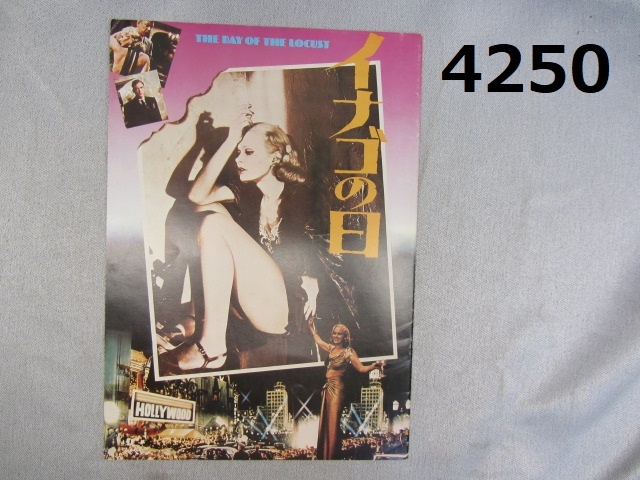 THE DAY OF THE LOCUST
イナゴの日
4250
HOLLYWOOD